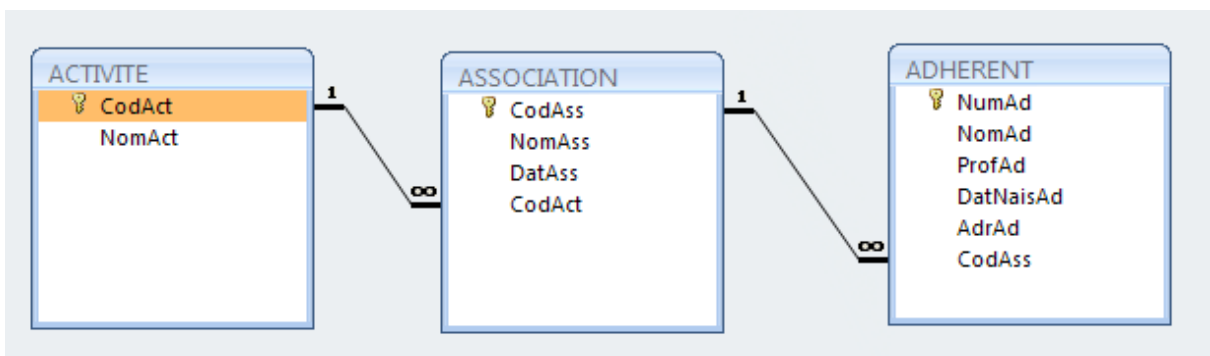 ACTIVITE
CodAct
NomAct
1
∞
ASSOCIATION
CodAss
NomAss
DatAss
CodAct
1
∞
ADHERENT
NumAd
NomAd
ProfAd
DatNaisAd
AdrAd
CodAss